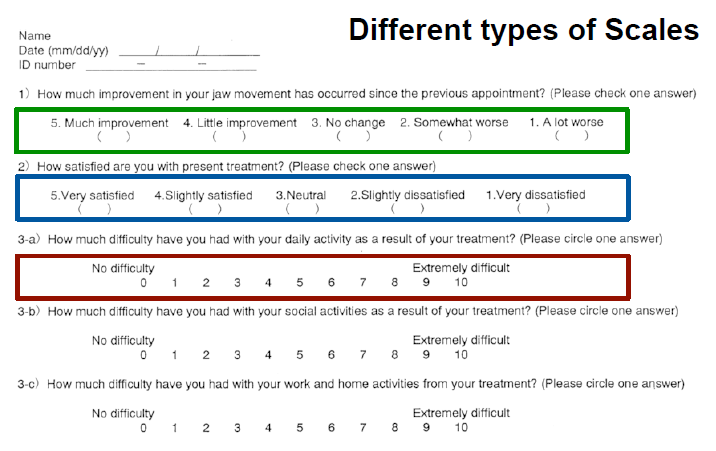 Different types of Scales
Name
Date (mm/dd/yy) ____/____/____
ID number ____–____–____
1) How much improvement in your jaw movement has occurred since the previous appointment? (Please check one answer)
5. Much improvement 4. Little improvement 3. No change 2. Somewhat worse 1. A lot worse
( ) ( ) ( ) ( ) ( )
2) How satisfied are you with present treatment? (Please check one answer)
5.Very satisfied 4.Slightly satisfied 3.Neutral 2.Slightly dissatisfied 1.Very dissatisfied
( ) ( ) ( ) ( ) ( )
3-a) How much difficulty have you had with your daily activity as a result of your treatment? (Please circle one answer)
No difficulty Extremely difficult
0 1 2 3 4 5 6 7 8 9 10
3-b) How much difficulty have you had with your social activities as a result of your treatment? (Please circle one answer)
No difficulty Extremely difficult
0 1 2 3 4 5 6 7 8 9 10
3-c) How much difficulty have you had with your work and home activities from your treatment? (Please circle one answer)
No difficulty Extremely difficult
0 1 2 3 4 5 6 7 8 9 10